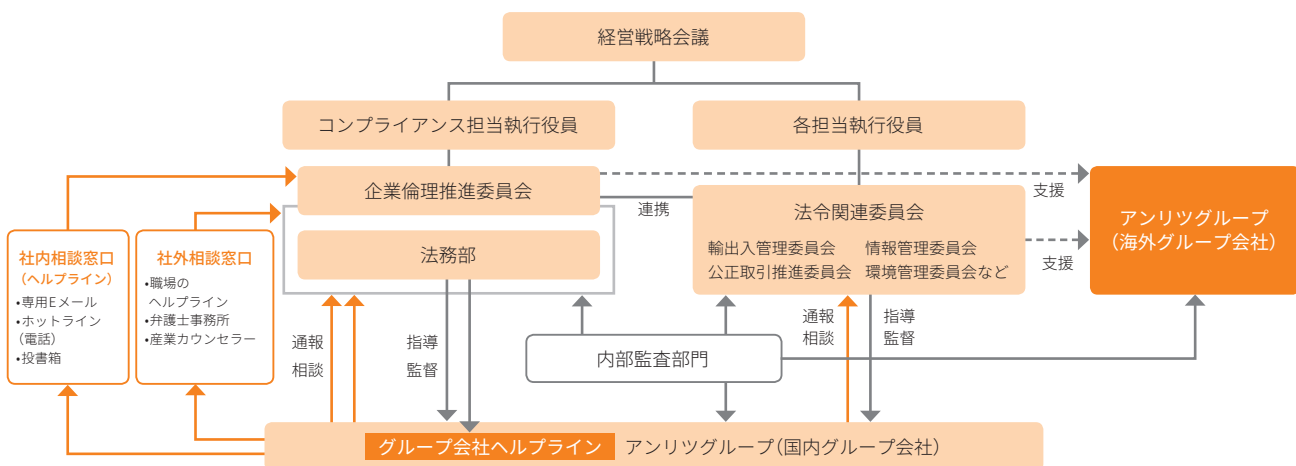 経営戦略会議
コンプライアンス担当執行役員
各担当執行役員
企業倫理推進委員会
連携
支援
法令関連委員会
輸出入管理委員会 情報管理委員会
公正取引推進委員会 環境管理委員会など
支援
アンリツグループ
（海外グループ会社）
法務部
社内相談窓口
（ヘルプライン）
•専用Eメール
•ホットライン
（電話）
•投書箱
社外相談窓口
•職場の
ヘルプライン
•弁護士事務所
•産業カウンセラー
通報
相談
指導
監督
内部監査部門
通報
相談
指導
監督
グループ会社ヘルプライン アンリツグループ（国内グループ会社）